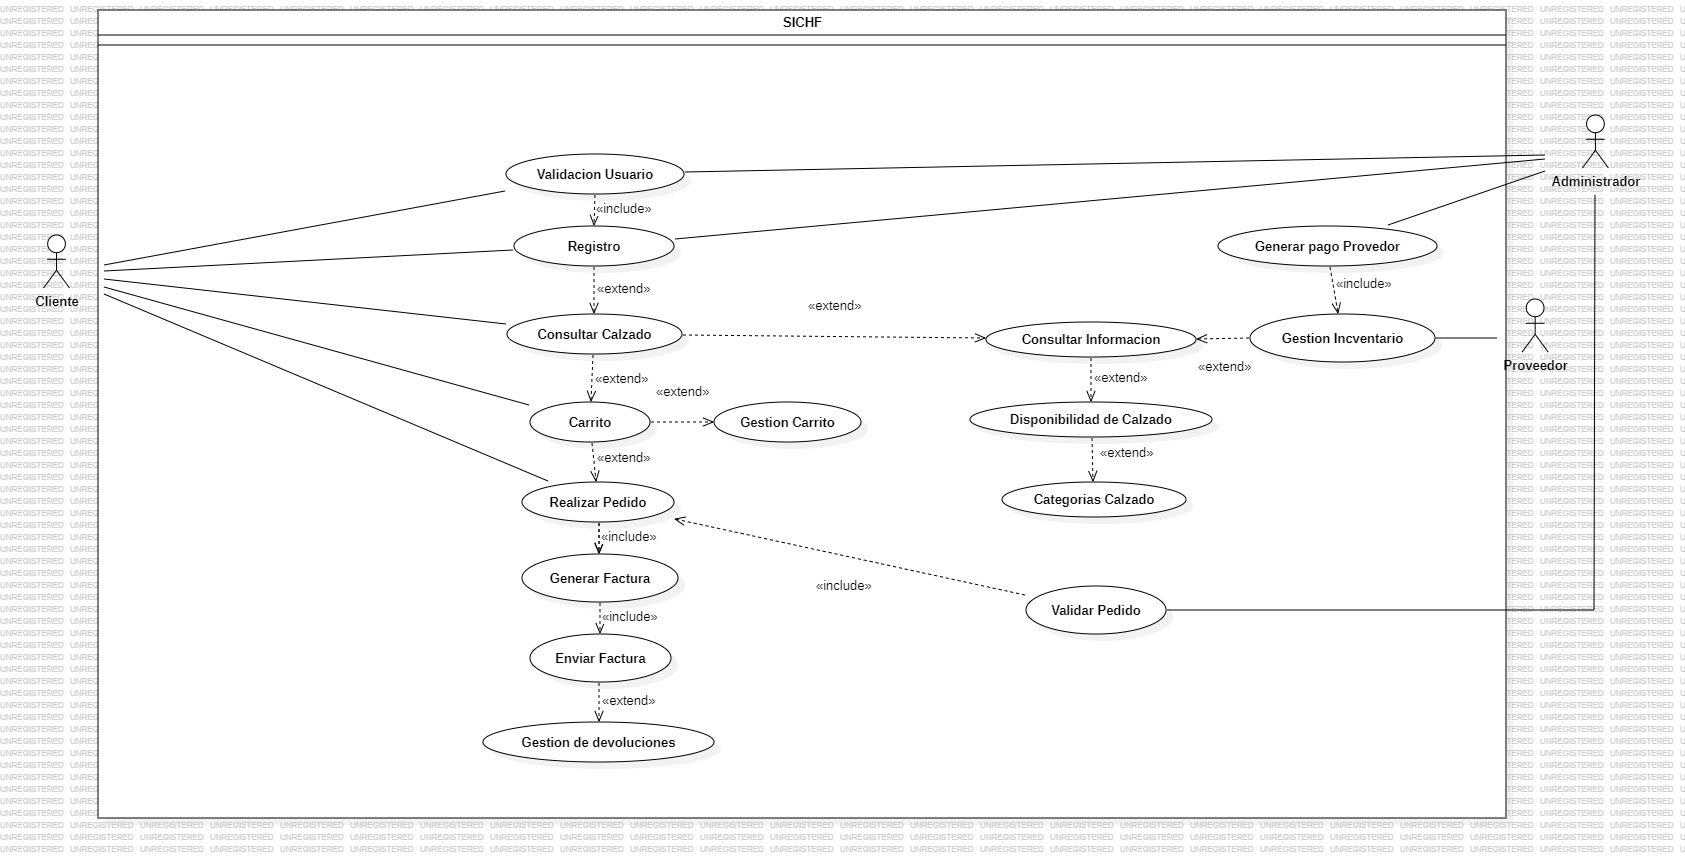 SICHF
Validacion Usuario
«include»
Registro
«extend»
Consultar Calzado
«extend»
Carrito
«extend»
Gestion Carrito
«extend»
Realizar Pedido
«include»
Generar Factura
«include»
Enviar Factura
«extend»
Gestion de devoluciones
«extend»
Consultar Informacion
«extend»
Disponibilidad de Calzado
«extend»
Categorias Calzado
«include»
Validar Pedido
Generar pago Provedor
«include»
Gestion Incventario
«extend»
Cliente
Administrador
Proveedor
UNREGISTERED